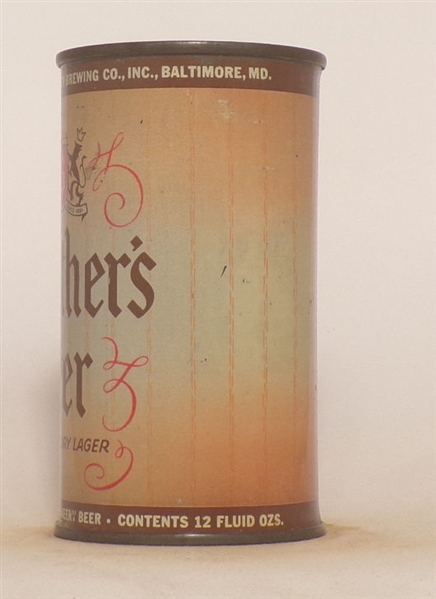 BREWING CO., INC., BALTIMORE, MD.
ther's
er
LAGER
BEER • CONTENTS 12 FLUID OZS.